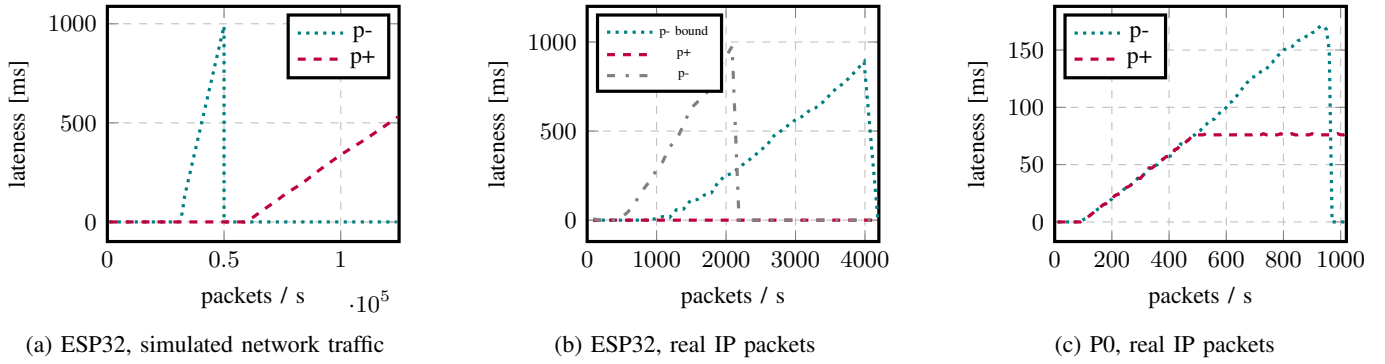 1000
500
0
lateness [ms]
p-
p+
0
0.5
1
·10⁵
packets / s
(a) ESP32, simulated network traffic
1000
500
0
lateness [ms]
p- bound
p+
p-
0
1000
2000
3000
4000
packets / s
(b) ESP32, real IP packets
150
100
50
0
lateness [ms]
p-
p+
0
200
400
600
800
1000
packets / s
(c) P0, real IP packets